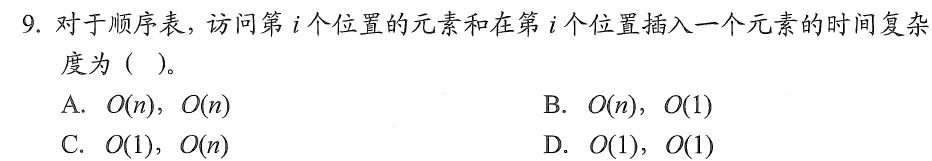 9. 对于顺序表，访问第 i 个位置的元素和在第 i 个位置插入一个元素的时间复杂
度为（ ）。
A. O(n)，O(n) B. O(n)，O(1)
C. O(1)，O(n) D. O(1)，O(1)